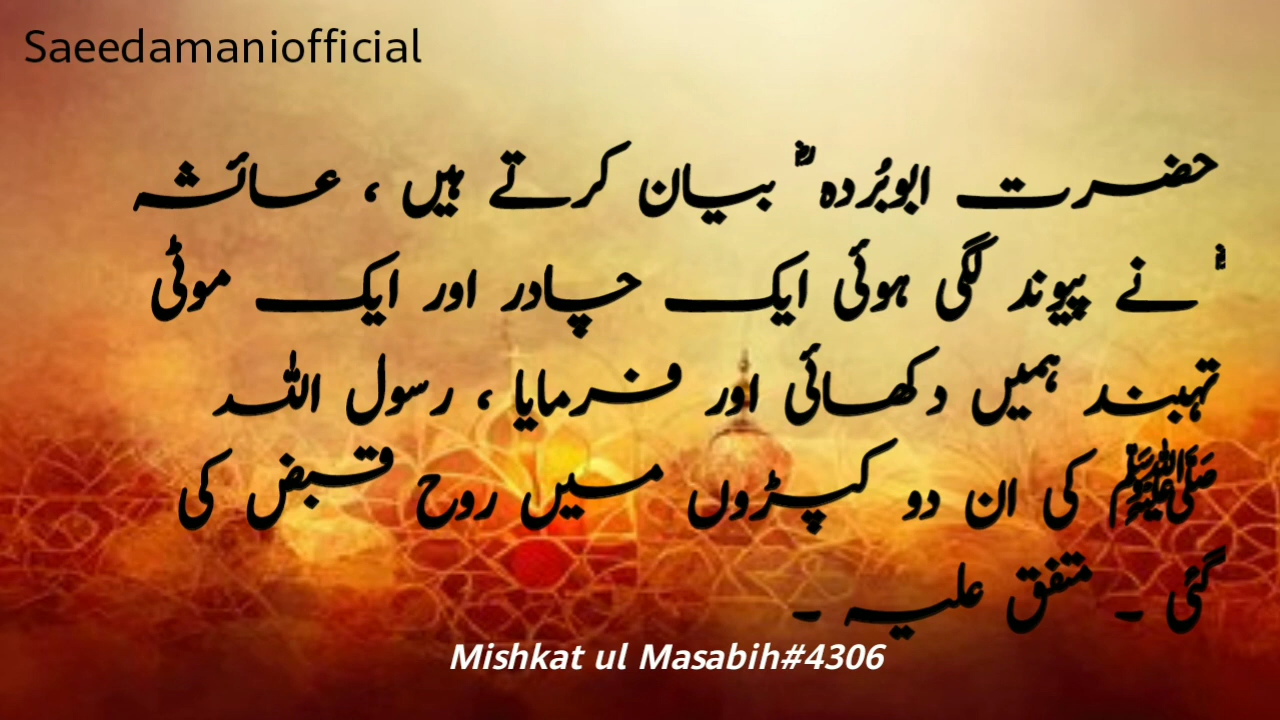 Saeedamaniofficial
حضرت ابوبُردہ ؓ بیان کرتے ہیں ، عائشہ
ؓ نے پیوند لگی ہوئی ایک چادر اور ایک موٹی
تہبند ہمیں دکھائی اور فرمایا ، رسول اللہ
ﷺ کی ان دو کپڑوں میں روح قبض کی
گئی ۔ متفق علیہ ۔
Mishkat ul Masabih#4306